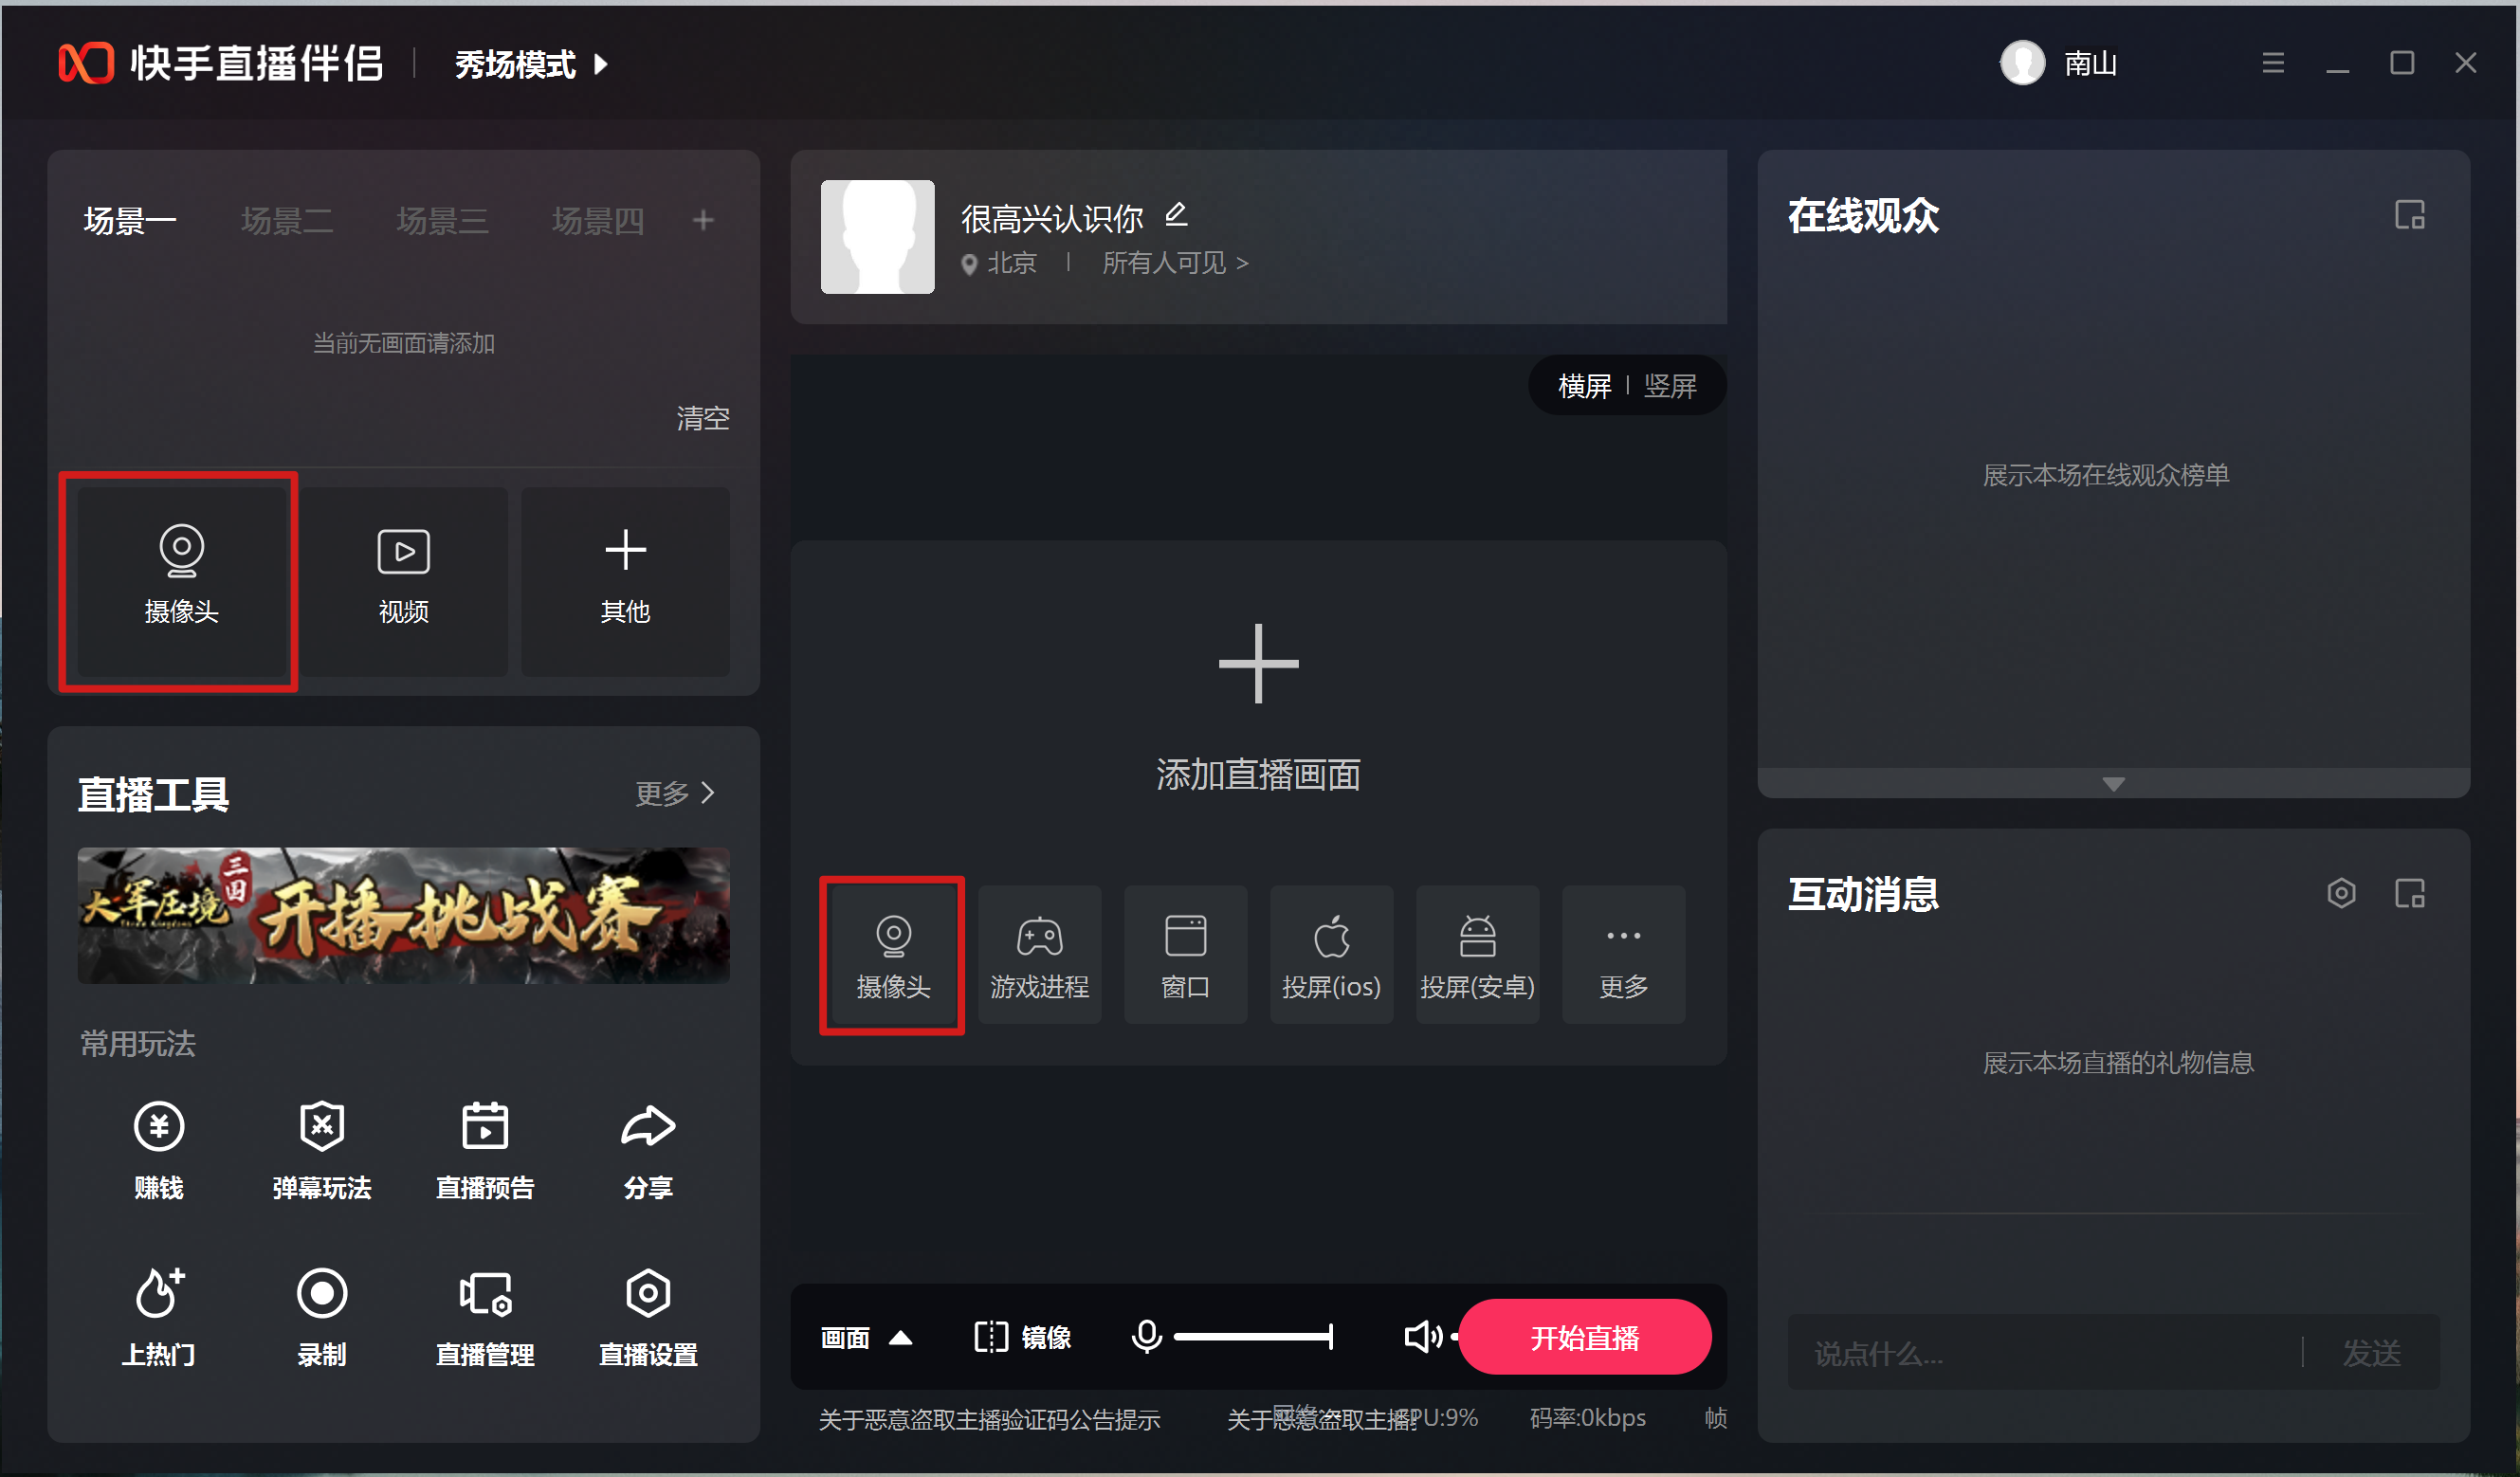 快手直播伴侣
秀场模式
南山
场景一 场景二 场景三 场景四
当前无画面请添加
清空
摄像头 视频 其他
直播工具
更多
大军压境
三国
开播挑战赛
常用玩法
赚钱 弹幕玩法 直播预告 分享
上热门 录制 直播管理 直播设置
很高兴认识你
北京 | 所有人可见 >
横屏 | 竖屏
添加直播画面
摄像头 游戏进程 窗口 投屏(ios) 投屏(安卓) 更多
画面 镜像 开始直播
关于恶意盗取主播验证码公告提示 关于恶意盗取主播 CPU:9% 码率:0kbps 帧
在线观众
展示本场在线观众榜单
互动消息
展示本场直播的礼物信息
说点什么... 发送